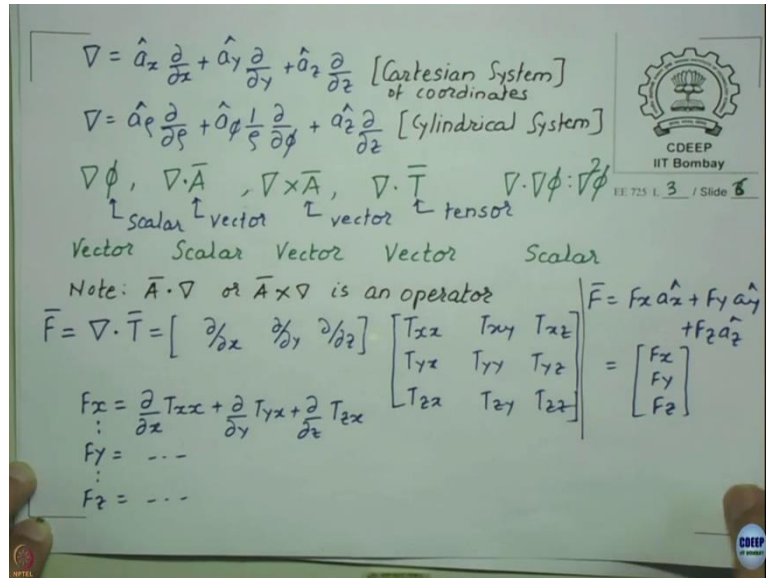 ∇ = âx ∂/∂x + ây ∂/∂y + âz ∂/∂z [Cartesian System]
of coordinates
∇ = âρ ∂/∂ρ + âϕ 1/ρ ∂/∂ϕ + âz ∂/∂z [Cylindrical System]
CDEEP
IIT Bombay
EE 725 L 3 / Slide 6
∇ϕ, ∇·A̅, ∇×A̅, ∇·T̅ ∇·∇ϕ : ∇²ϕ
Scalar vector vector tensor
Vector Scalar Vector Vector Scalar
Note: A̅·∇ or A̅×∇ is an operator
F̅ = ∇·T̅ = [ ∂/∂x ∂/∂y ∂/∂z ] [ Txx Txy Txz
Tyx Tyy Tyz
Tzx Tzy Tzz ]
F̅ = Fx âx + Fy ây
+ Fz âz
= [ Fx
Fy
Fz ]
Fx = ∂/∂x Txx + ∂/∂y Tyx + ∂/∂z Tzx
:
Fy = ---
:
Fz = ---
NPTEL
CDEEP
IIT BOMBAY